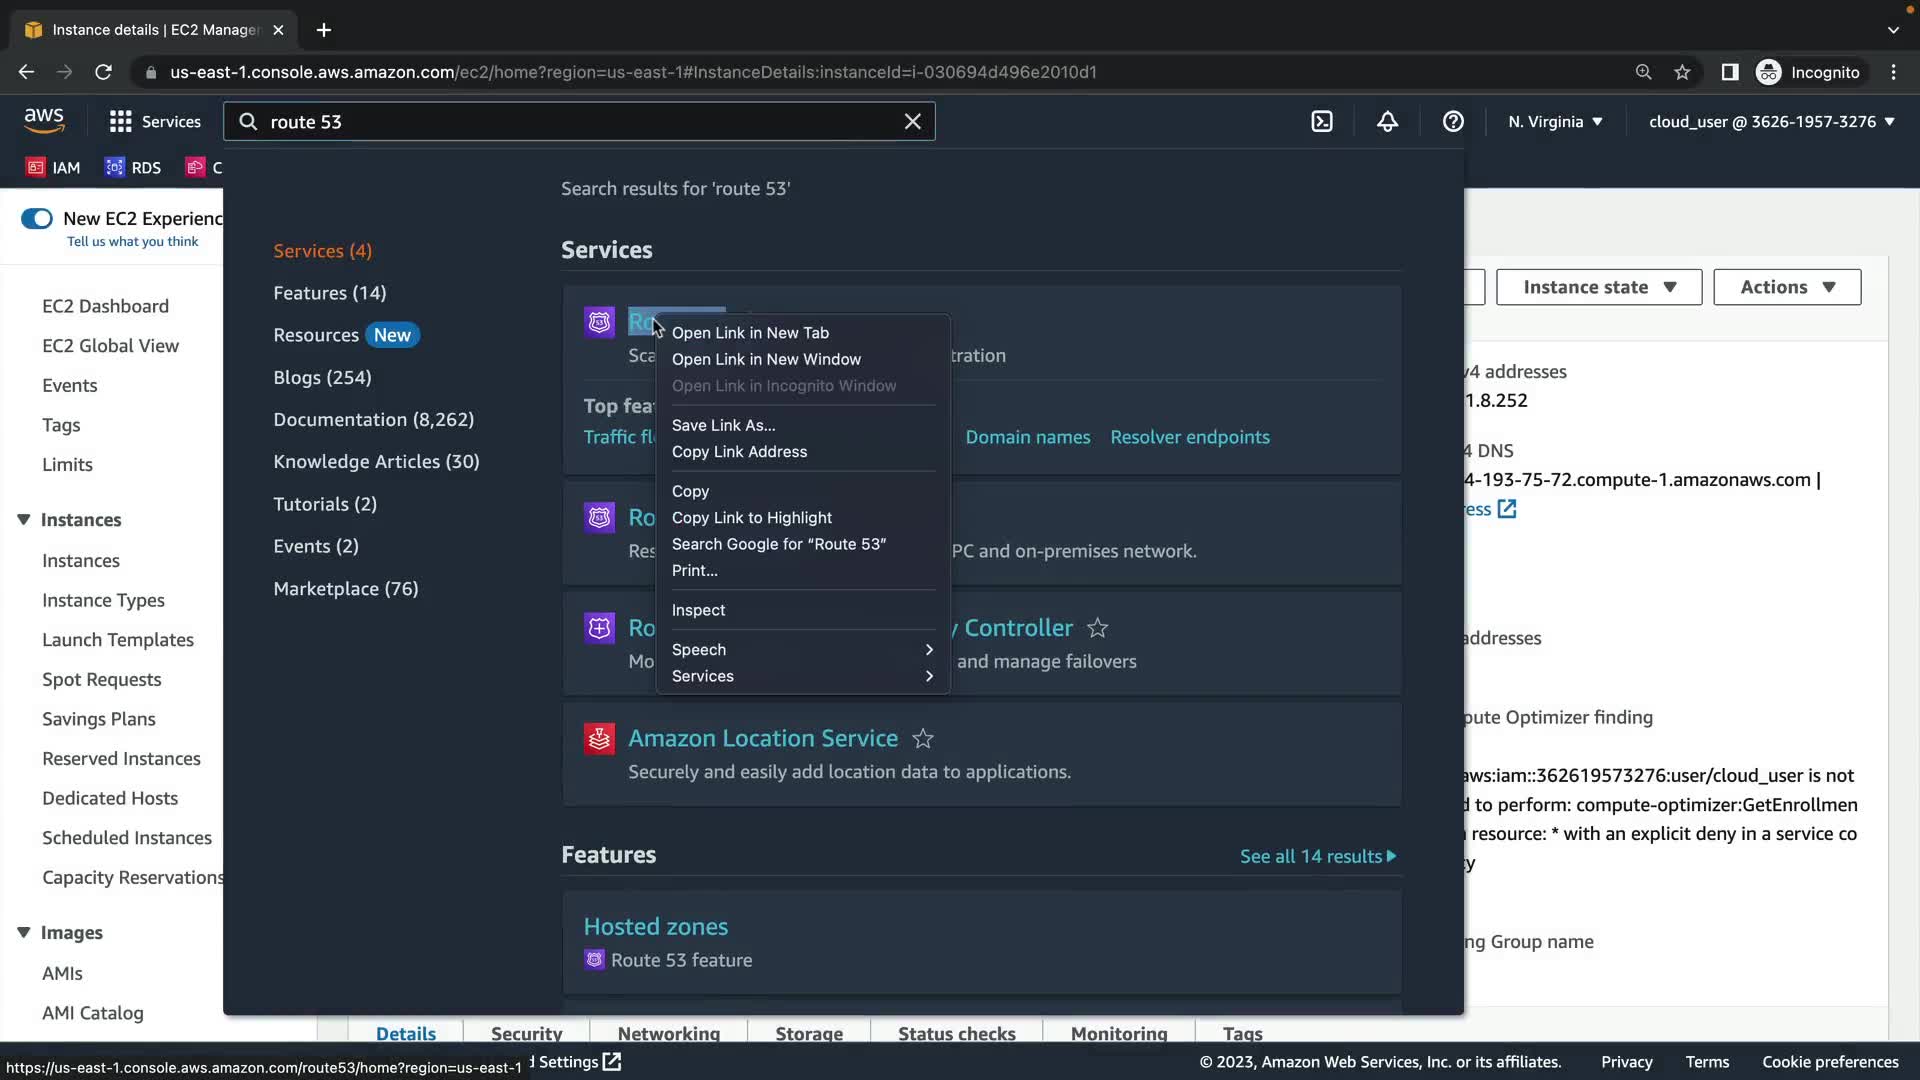 Instance details | EC2 Manager
us-east-1.console.aws.amazon.com/ec2/home?region=us-east-1#InstanceDetails:instanceId=i-030694d496e2010d1
Incognito
aws
Services
route 53
N. Virginia
cloud_user @ 3626-1957-3276
IAM
RDS
C
New EC2 Experienc
Tell us what you think
EC2 Dashboard
EC2 Global View
Events
Tags
Limits
Instances
Instances
Instance Types
Launch Templates
Spot Requests
Savings Plans
Reserved Instances
Dedicated Hosts
Scheduled Instances
Capacity Reservations
Images
AMIs
AMI Catalog
Search results for 'route 53'
Services (4)
Features (14)
Resources New
Blogs (254)
Documentation (8,262)
Knowledge Articles (30)
Tutorials (2)
Events (2)
Marketplace (76)
Services
Ro
Sca
tration
Top fea
Traffic fl
Domain names
Resolver endpoints
Ro
Res
PC and on-premises network.
Ro
y Controller
Mo
and manage failovers
Amazon Location Service
Securely and easily add location data to applications.
Features
See all 14 results
Hosted zones
Route 53 feature
Open Link in New Tab
Open Link in New Window
Open Link in Incognito Window
Save Link As...
Copy Link Address
Copy
Copy Link to Highlight
Search Google for “Route 53”
Print...
Inspect
Speech
Services
Instance state
Actions
v4 addresses
1.8.252
4 DNS
4-193-75-72.compute-1.amazonaws.com |
ess
addresses
pute Optimizer finding
aws:iam::362619573276:user/cloud_user is not
d to perform: compute-optimizer:GetEnrollmen
resource: * with an explicit deny in a service co
cy
ng Group name
Details
Security
Networking
Storage
Status checks
Monitoring
Tags
https://us-east-1.console.aws.amazon.com/route53/home?region=us-east-1
d Settings
© 2023, Amazon Web Services, Inc. or its affiliates.
Privacy
Terms
Cookie preferences